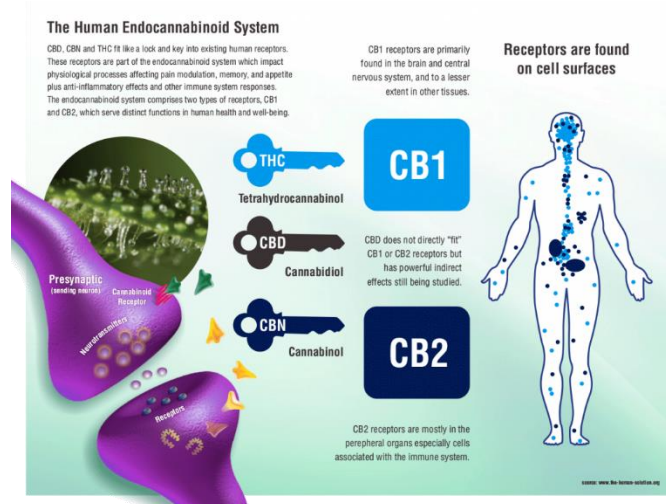 The Human Endocannabinoid System
CBD, CBN and THC fit like a lock and key into existing human receptors.
These receptors are part of the endocannabinoid system which impact
physiological processes affecting pain modulation, memory, and appetite
plus anti-inflammatory effects and other immune system responses.
The endocannabinoid system comprises two types of receptors, CB1
and CB2, which serve distinct functions in human health and well-being.
CB1 receptors are primarily
found in the brain and central
nervous system, and to a lesser
extent in other tissues.
Receptors are found
on cell surfaces
THC
Tetrahydrocannabinol
CB1
CBD
Cannabidiol
CBD does not directly "fit"
CB1 or CB2 receptors but
has powerful indirect
effects still being studied.
CBN
Cannabinol
CB2
CB2 receptors are mostly in the
perepheral organs especially cells
associated with the immune system.
Presynaptic
(sending neuron)
Cannabinoid
Receptor
Neurotransmitters
Receptors
source: www.the-human-solution.org